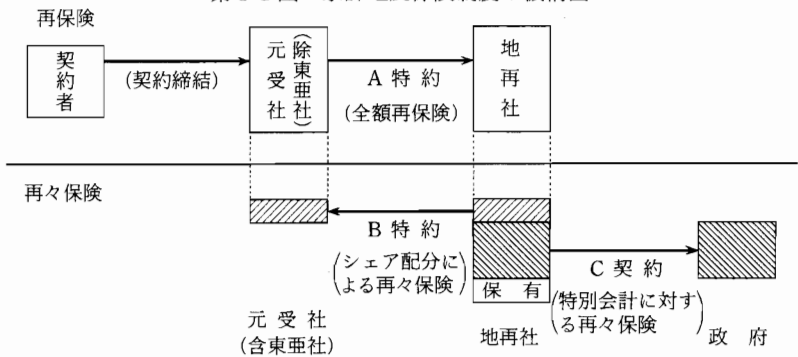 再保険
契約者
(契約締結)
元受社
(除東亜社)
A 特 約
(全額再保険)
地再社
再々保険
B 特 約
(シェア配分に
よる再々保険)
保 有
C 契 約
(特別会計に対す
る再々保険)
元 受 社
(含東亜社)
地再社
政 府